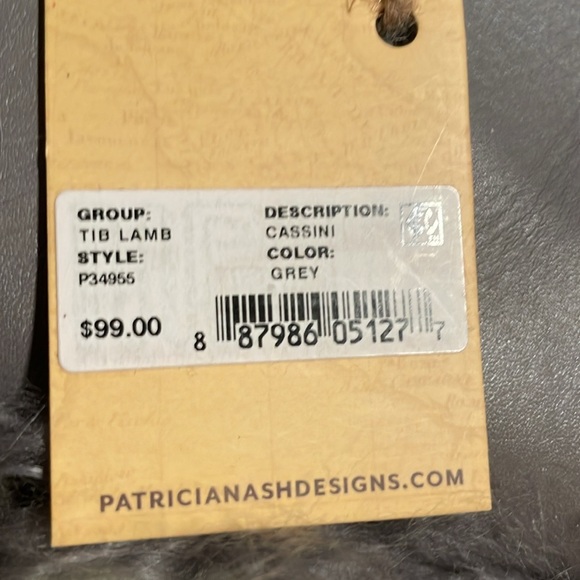 GROUP:
TIB LAMB
STYLE:
P34955
$99.00
DESCRIPTION:
CASSINI
COLOR:
GREY
8 87986 05127 7
PATRICIANASHDESIGNS.COM